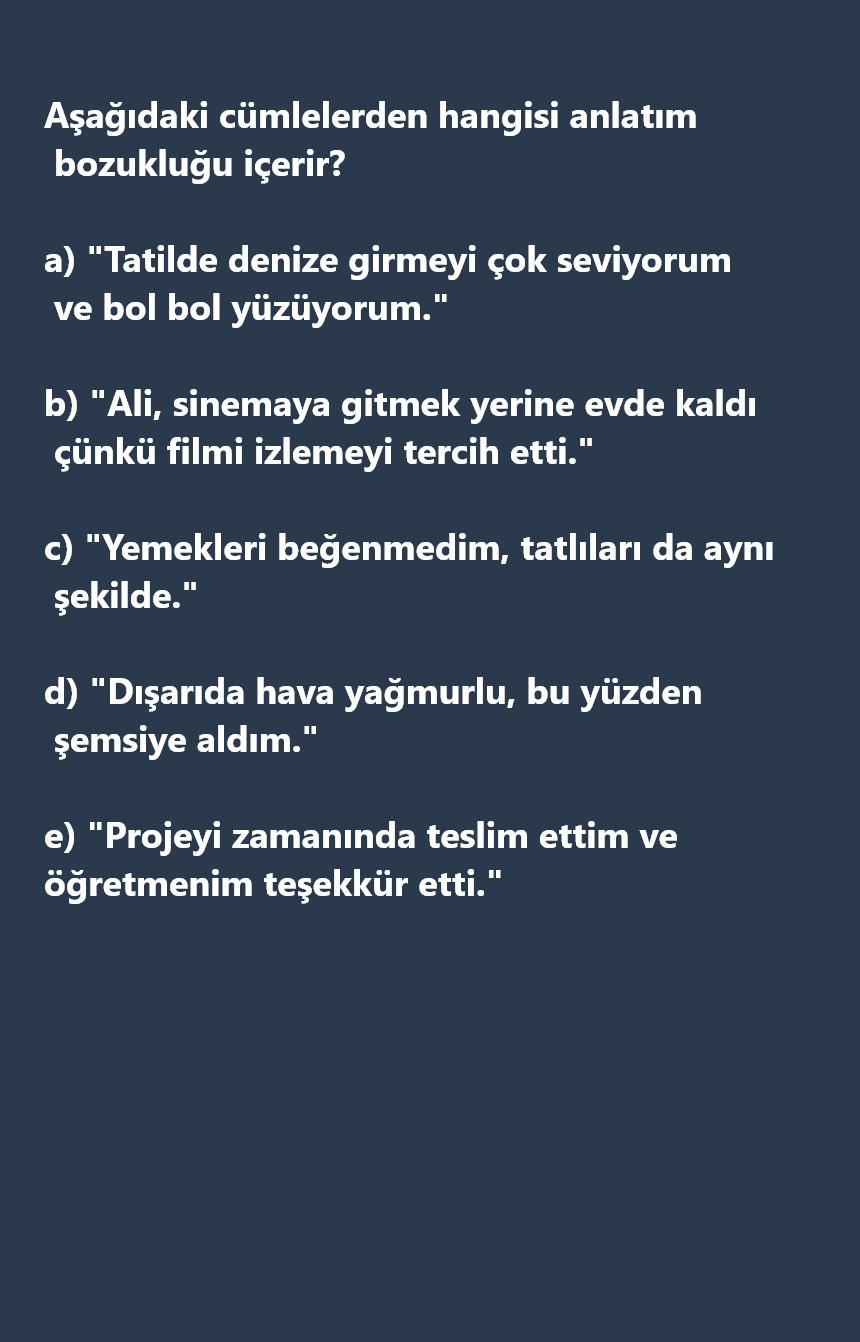 Aşağıdaki cümlelerden hangisi anlatım
bozukluğu içerir?
a) "Tatilde denize girmeyi çok seviyorum
ve bol bol yüzüyorum."
b) "Ali, sinemaya gitmek yerine evde kaldı
çünkü filmi izlemeyi tercih etti."
c) "Yemekleri beğenmedim, tatlıları da aynı
şekilde."
d) "Dışarıda hava yağmurlu, bu yüzden
şemsiye aldım."
e) "Projeyi zamanında teslim ettim ve
öğretmenim teşekkür etti."